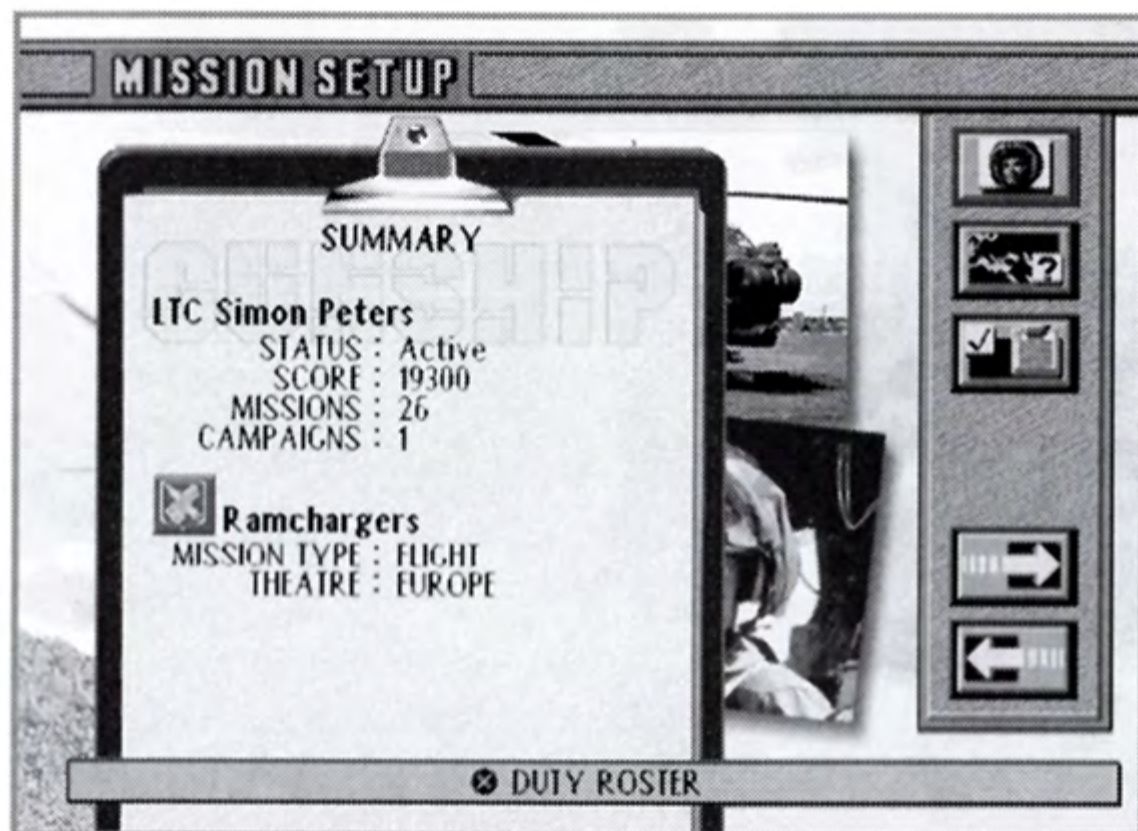 MISSION SETUP
SUMMARY
GUNSHIP
LTC Simon Peters
STATUS : Active
SCORE : 19300
MISSIONS : 26
CAMPAIGNS : 1
Ramchargers
MISSION TYPE : FLIGHT
THEATRE : EUROPE
?
DUTY ROSTER